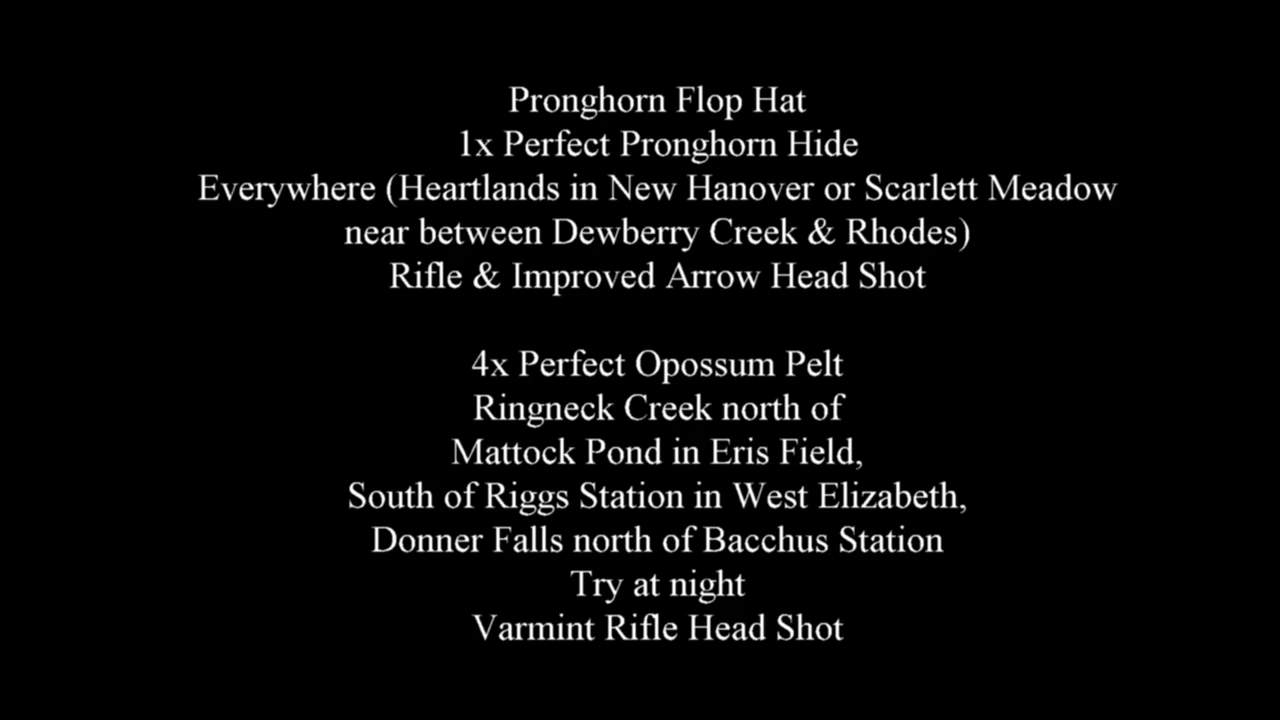 Pronghorn Flop Hat
1x Perfect Pronghorn Hide
Everywhere (Heartlands in New Hanover or Scarlett Meadow
near between Dewberry Creek & Rhodes)
Rifle & Improved Arrow Head Shot
4x Perfect Opossum Pelt
Ringneck Creek north of
Mattock Pond in Eris Field,
South of Riggs Station in West Elizabeth,
Donner Falls north of Bacchus Station
Try at night
Varmint Rifle Head Shot